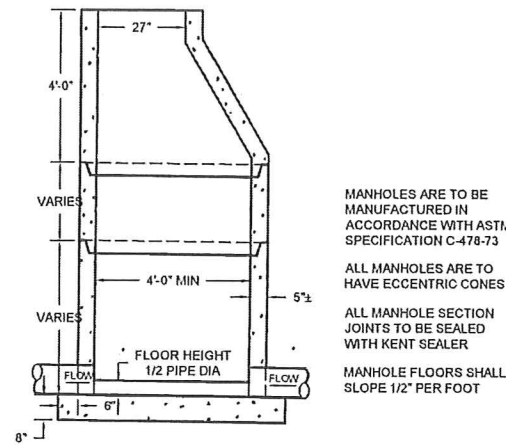 27"
4'-0"
VARIES
4'-0" MIN
5"±
VARIES
FLOOR HEIGHT
1/2 PIPE DIA
FLOW
FLOW
6"
8"
MANHOLES ARE TO BE
MANUFACTURED IN
ACCORDANCE WITH ASTM
SPECIFICATION C-478-73
ALL MANHOLES ARE TO
HAVE ECCENTRIC CONES
ALL MANHOLE SECTION
JOINTS TO BE SEALED
WITH KENT SEALER
MANHOLE FLOORS SHALL
SLOPE 1/2" PER FOOT